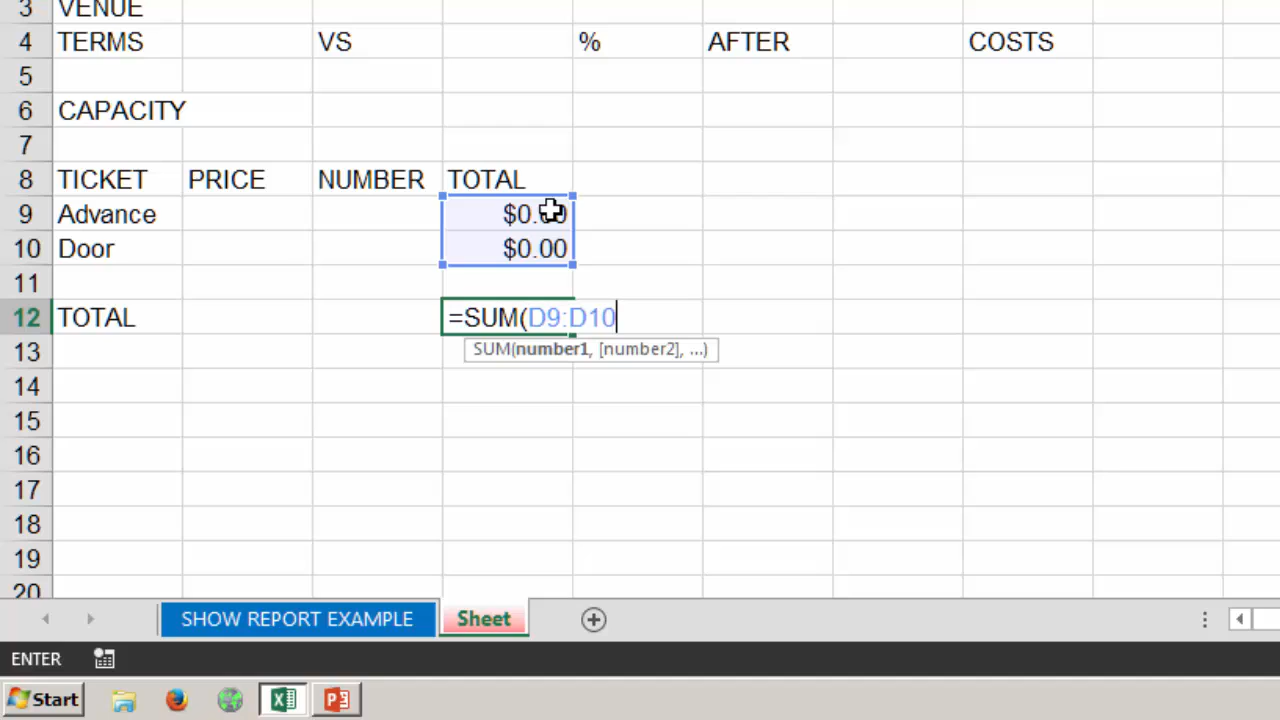 3 VENUE
4 TERMS VS % AFTER COSTS
5
6 CAPACITY
7
8 TICKET PRICE NUMBER TOTAL
9 Advance
10 Door $0.00
11
12 TOTAL =SUM(D9:D10
SUM(number1, [number2], ...)
13
14
15
16
17
18
19
20
SHOW REPORT EXAMPLE Sheet
ENTER
Start